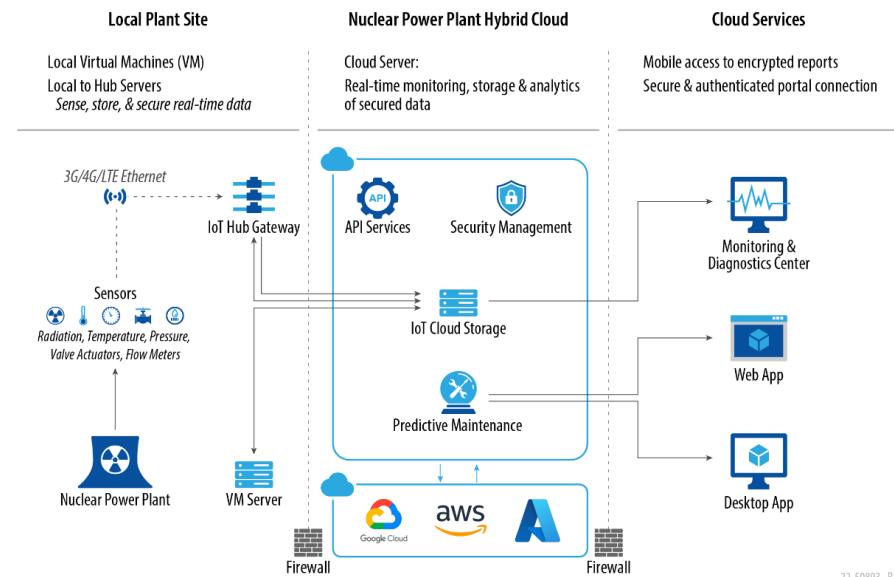 Local Plant Site
Nuclear Power Plant Hybrid Cloud
Cloud Services
Local Virtual Machines (VM)
Local to Hub Servers
Sense, store, & secure real-time data
Cloud Server:
Real-time monitoring, storage & analytics
of secured data
Mobile access to encrypted reports
Secure & authenticated portal connection
3G/4G/LTE Ethernet
IoT Hub Gateway
API
API Services
Security Management
Monitoring &
Diagnostics Center
Sensors
Radiation, Temperature, Pressure,
Valve Actuators, Flow Meters
IoT Cloud Storage
Web App
Predictive Maintenance
Nuclear Power Plant
VM Server
Desktop App
Google Cloud
aws
Firewall
Firewall